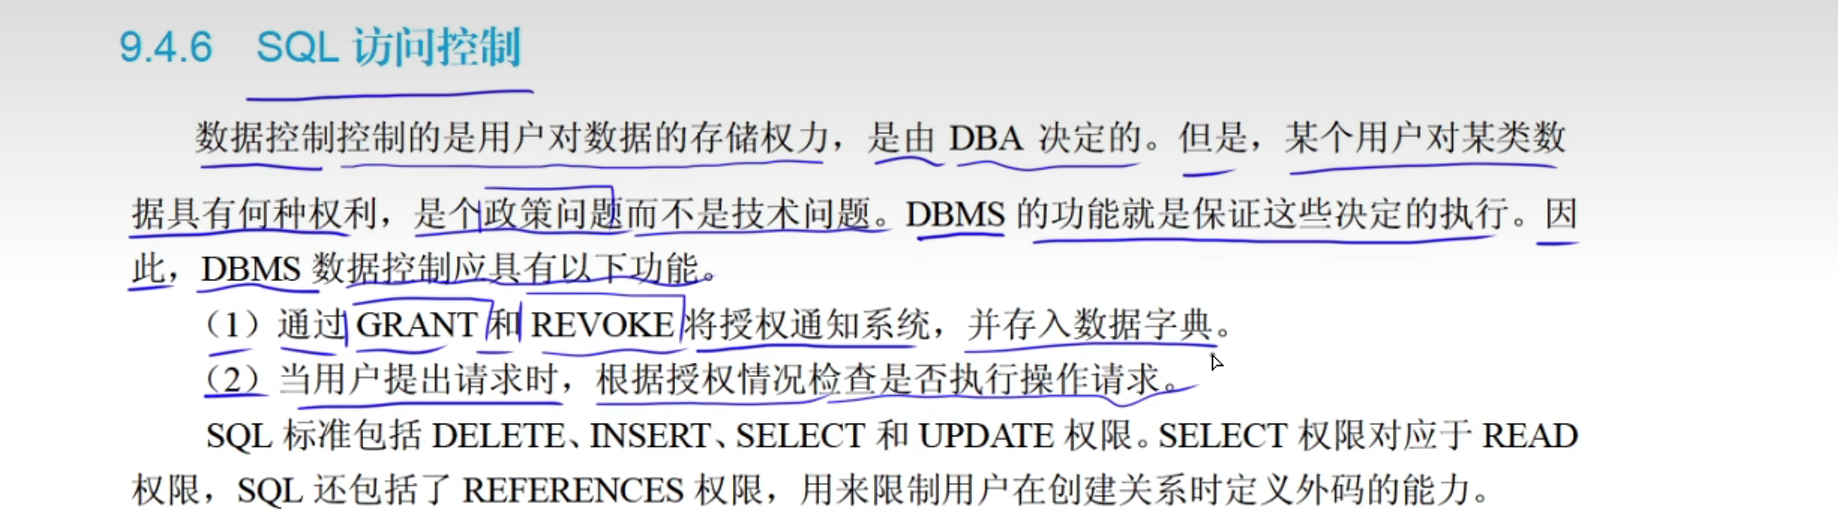 9.4.6 SQL 访问控制
数据控制控制的是用户对数据的存储权力，是由 DBA 决定的。但是，某个用户对某类数
据具有何种权利，是个政策问题而不是技术问题。DBMS 的功能就是保证这些决定的执行。因
此，DBMS 数据控制应具有以下功能。
（1）通过 GRANT 和 REVOKE 将授权通知系统，并存入数据字典。
（2）当用户提出请求时，根据授权情况检查是否执行操作请求。
SQL 标准包括 DELETE、INSERT、SELECT 和 UPDATE 权限。SELECT 权限对应于 READ
权限，SQL 还包括了 REFERENCES 权限，用来限制用户在创建关系时定义外码的能力。